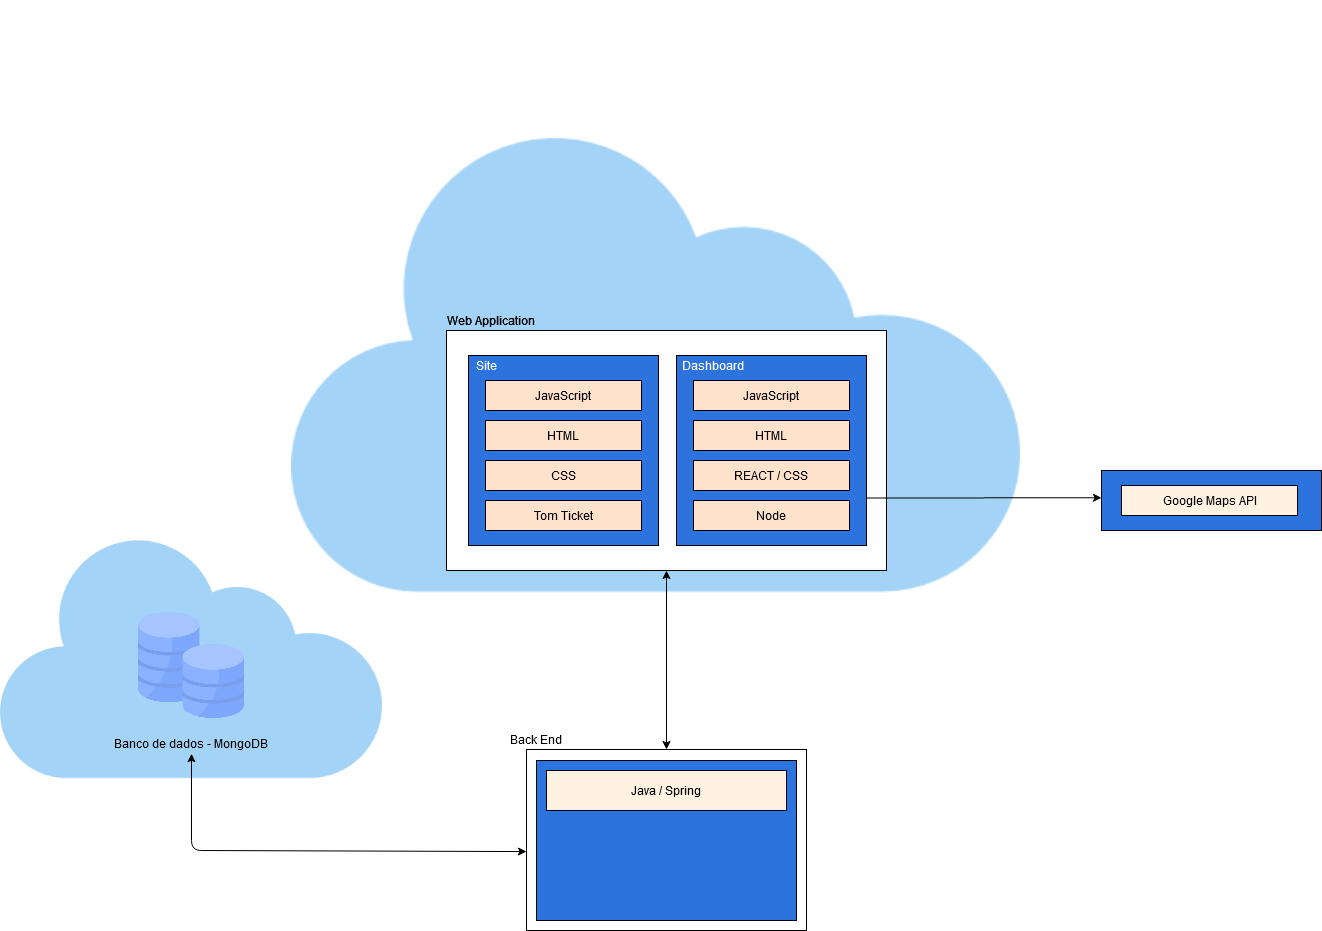 Web Application
Site
JavaScript
HTML
CSS
Tom Ticket
Dashboard
JavaScript
HTML
REACT / CSS
Node
Google Maps API
Banco de dados - MongoDB
Back End
Java / Spring